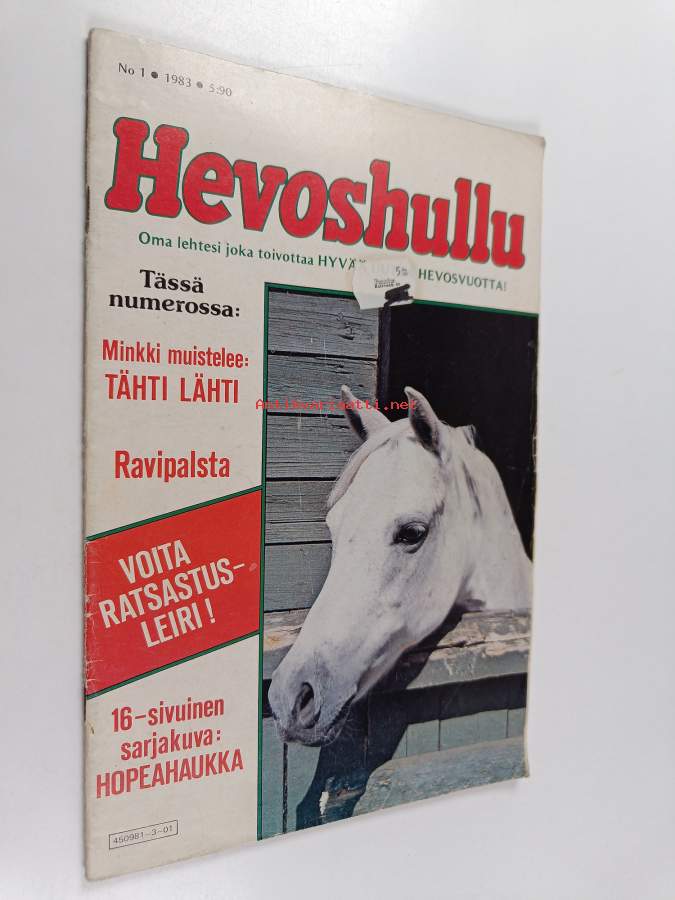 No 1 • 1983 • 5:90
Hevoshullu
Oma lehtesi joka toivottaa HYVÄÄ HEVOSVUOTTA!
Tässä
numerossa:
Minkki muistelee:
TÄHTI LÄHTI
Antikvariaatti.net
Ravipalsta
VOITA
RATSASTUS-
LEIRI!
16-sivuinen
sarjakuva:
HOPEAHAUKKA
450981-3-01